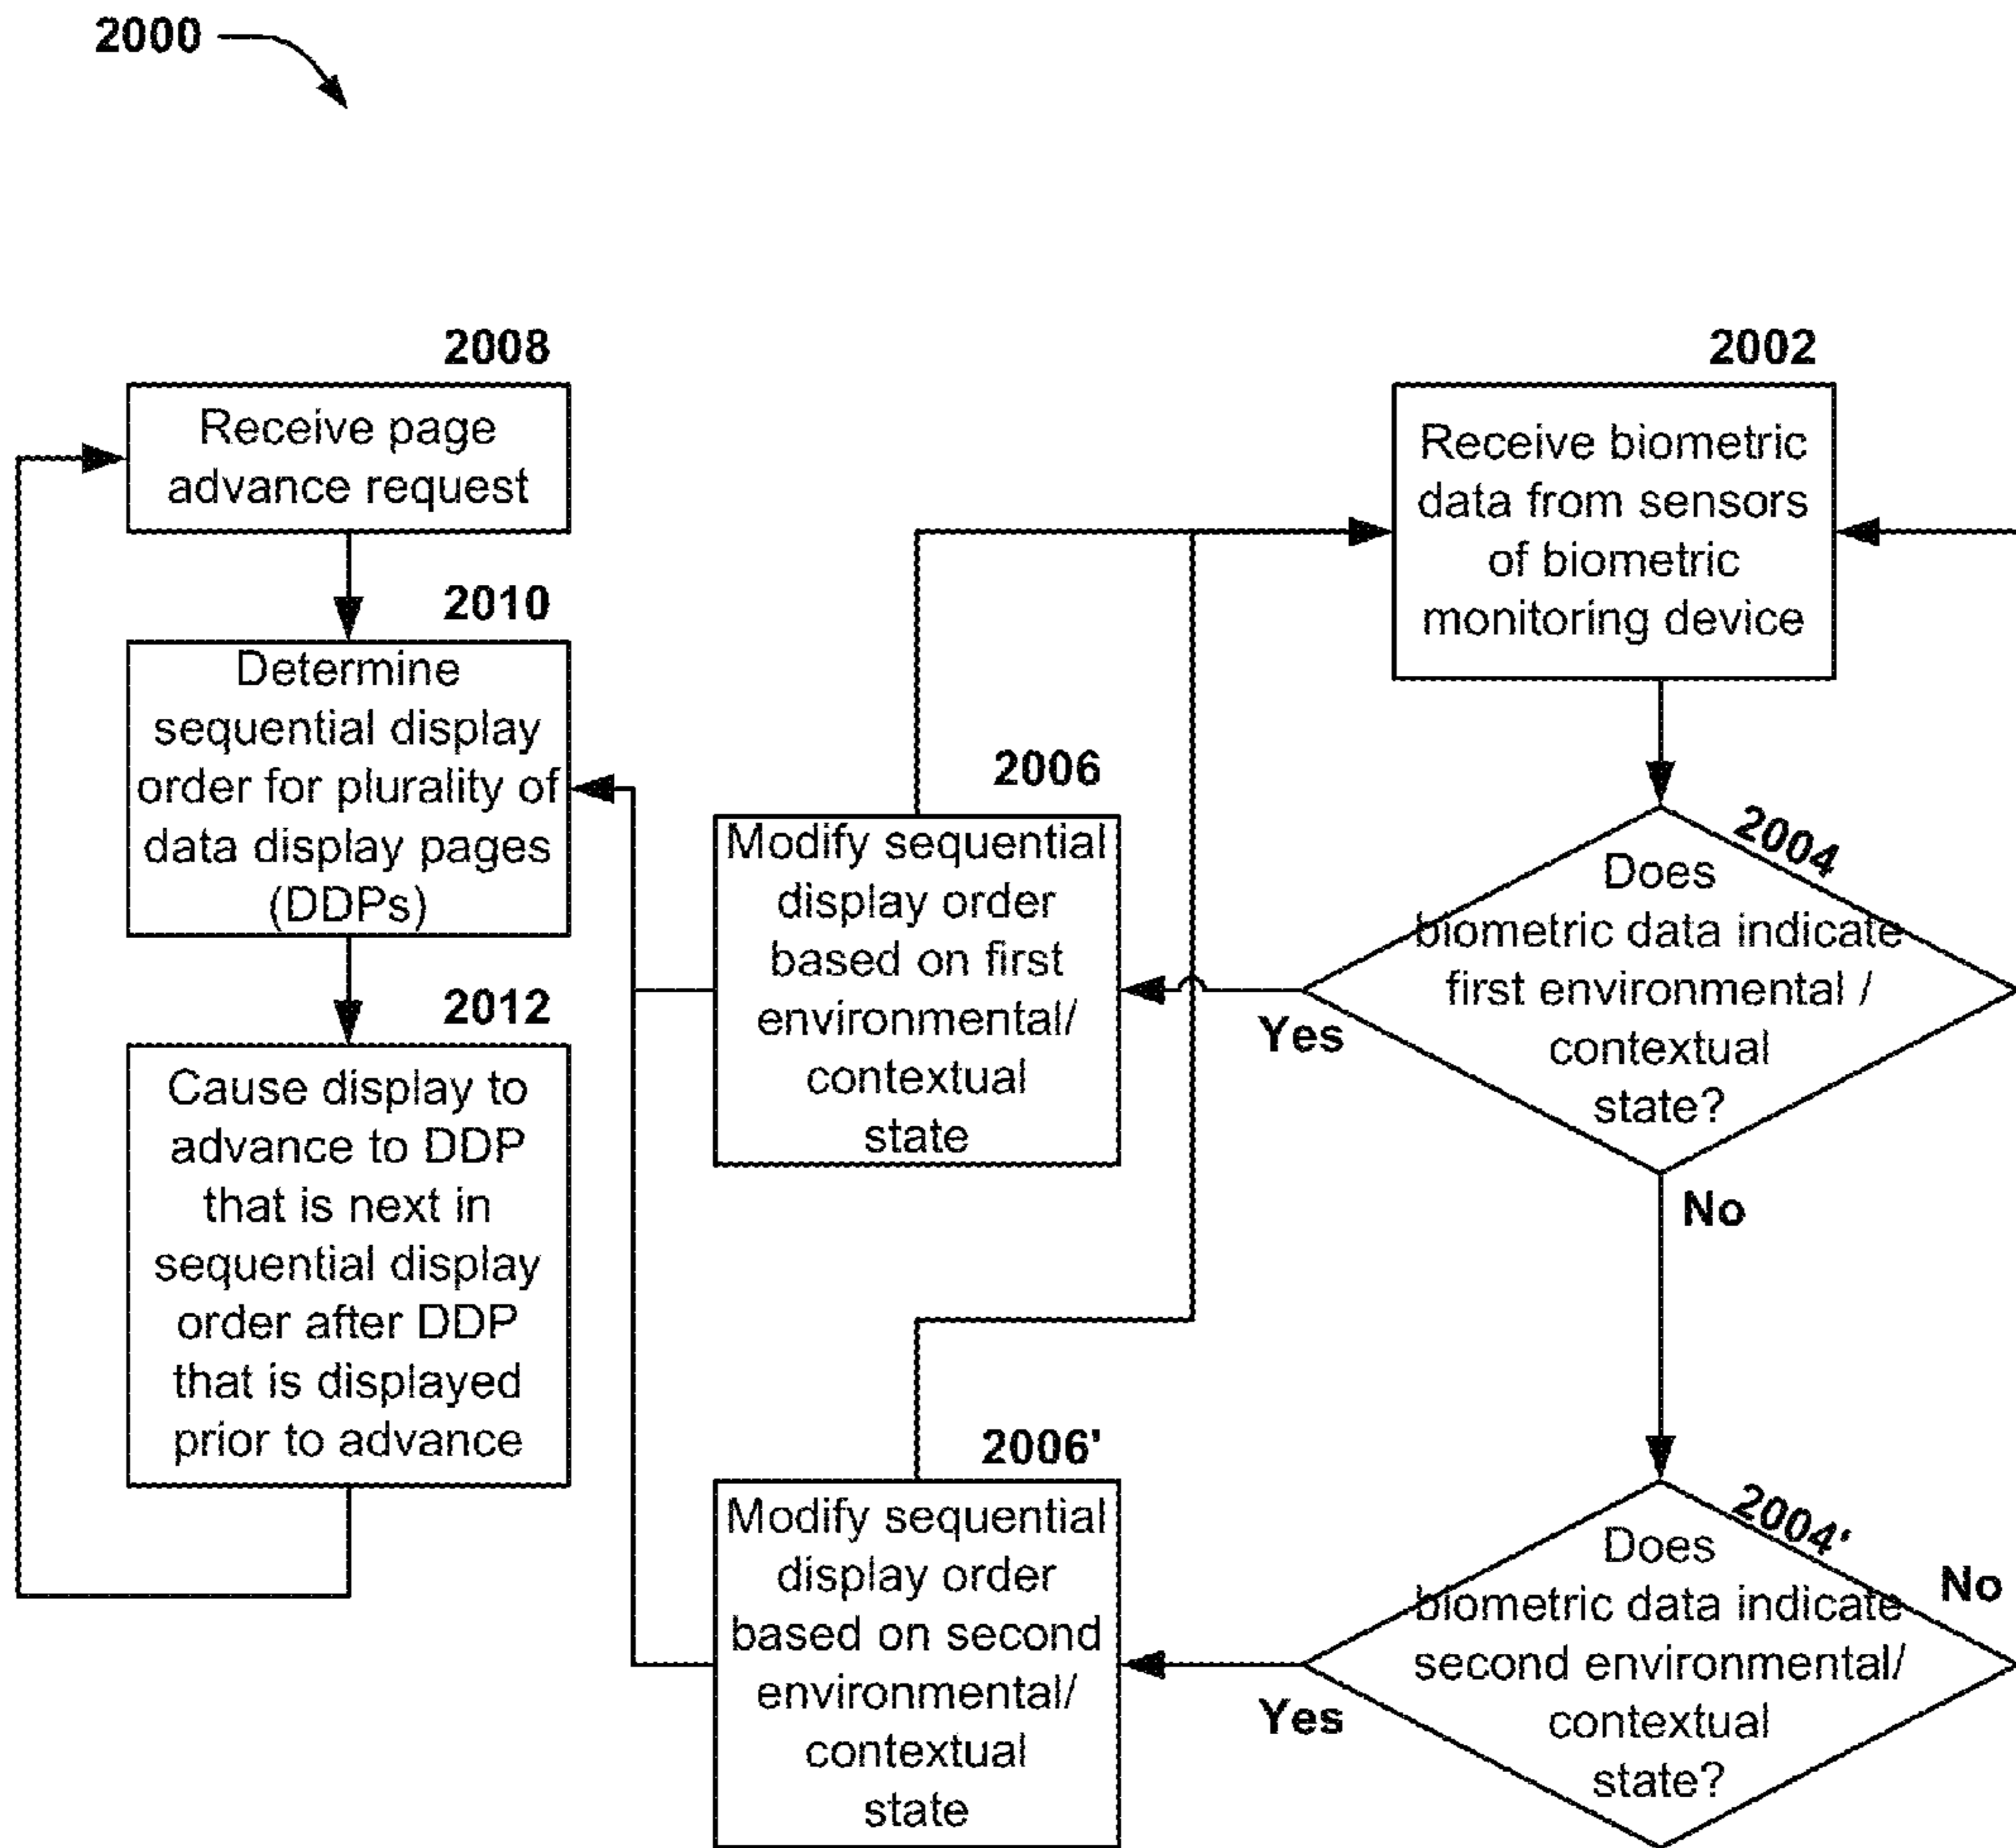 2000
2008
Receive page
advance request
2010
Determine
sequential display
order for plurality of
data display pages
(DDPs)
2012
Cause display to
advance to DDP
that is next in
sequential display
order after DDP
that is displayed
prior to advance
2006
Modify sequential
display order
based on first
environmental/
contextual
state
2006'
Modify sequential
display order
based on second
environmental/
contextual
state
2002
Receive biometric
data from sensors
of biometric
monitoring device
2004
Does
biometric data indicate
first environmental /
contextual
state?
Yes
No
2004'
Does
biometric data indicate
second environmental/
contextual
state?
Yes
No